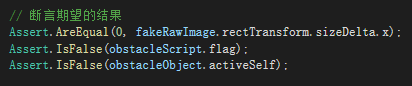 // 断言期望的结果
Assert.AreEqual(0, fakeRawImage.rectTransform.sizeDelta.x);
Assert.IsFalse(obstacleScript.flag);
Assert.IsFalse(obstacleObject.activeSelf);